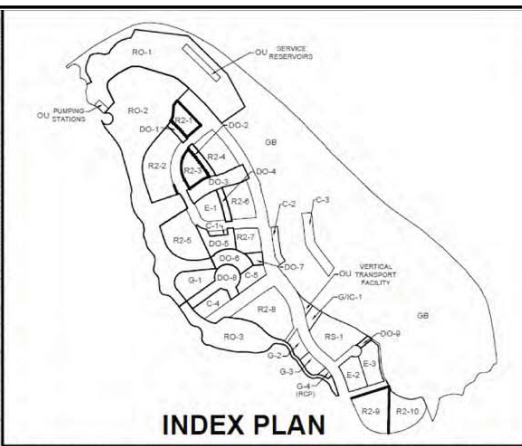 RO-1
OU SERVICE RESERVOIRS
OU PUMPING STATIONS
RO-2
R2-1
DO-1
DO-2
GB
R2-2
R2-4
R2-3
DO-3
DO-4
E-1
R2-6
C-2
C-3
C-1
R2-5
DO-5
R2-7
DO-6
DO-7
OU VERTICAL TRANSPORT FACILITY
G-1
DO-8
C-5
G/IC-1
C-4
R2-8
GB
RO-3
RS-1
DO-9
G-2
E-3
G-3
E-2
G-4
(RCP)
R2-9
R2-10
INDEX PLAN